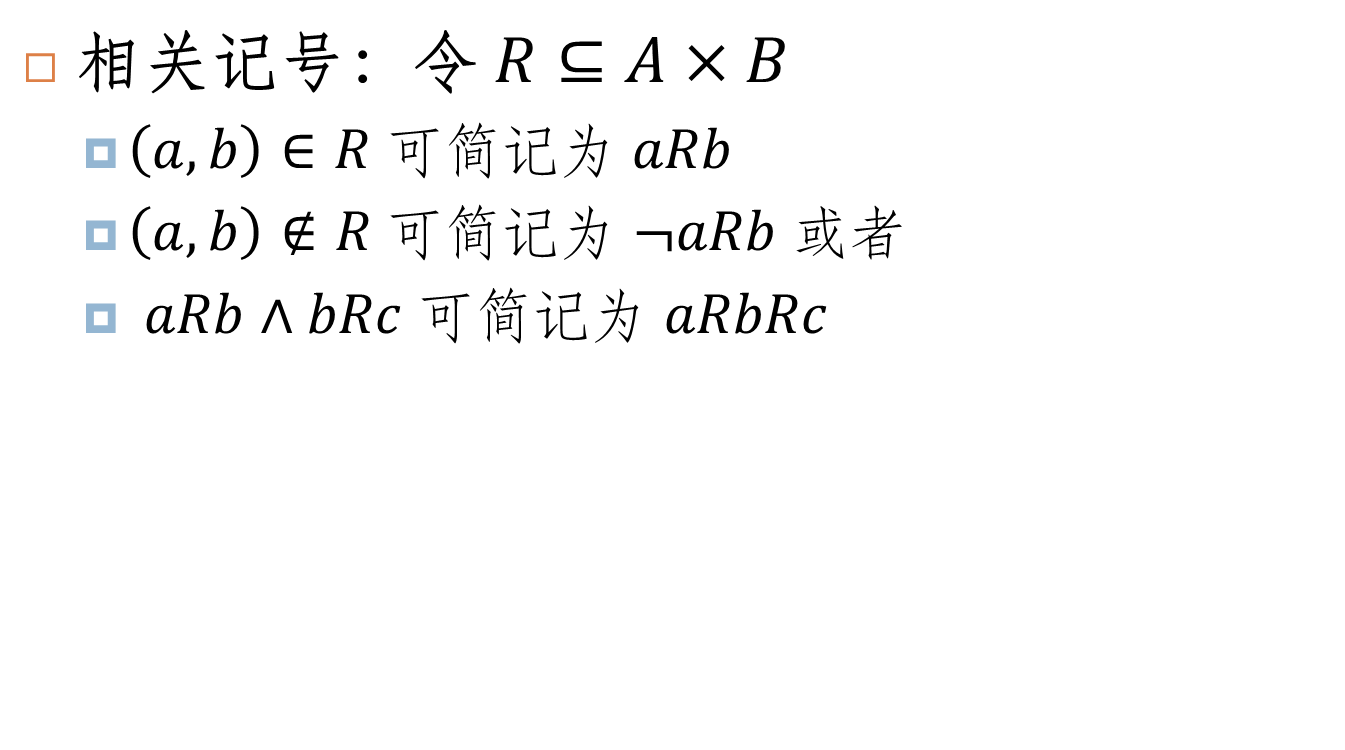 相关记号：令 R ⊆ A × B
(a, b) ∈ R 可简记为 aRb
(a, b) ∉ R 可简记为 ¬aRb 或者
aRb ∧ bRc 可简记为 aRbRc